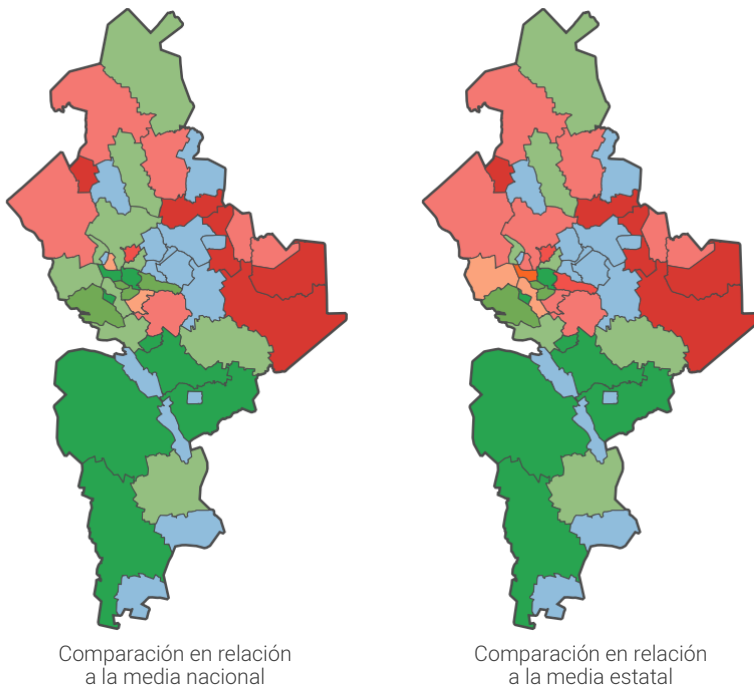 Comparación en relación
a la media nacional
Comparación en relación
a la media estatal